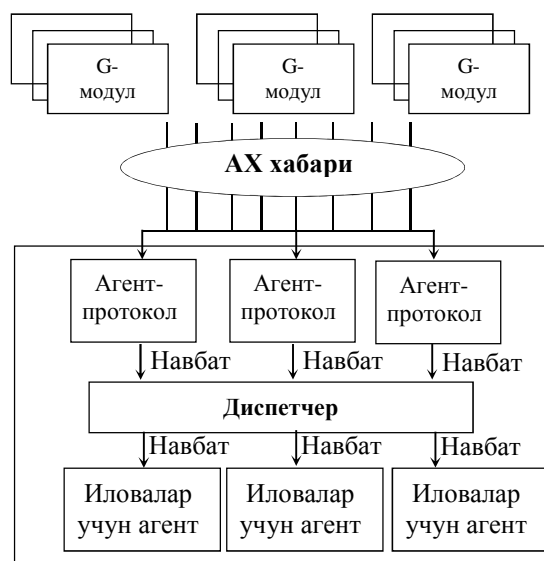 G-
модул
G-
модул
G-
модул
АХ хабари
Агент-
протокол
Агент-
протокол
Агент-
протокол
Навбат
Навбат
Навбат
Диспетчер
Навбат
Навбат
Навбат
Иловалар
учун агент
Иловалар
учун агент
Иловалар
учун агент